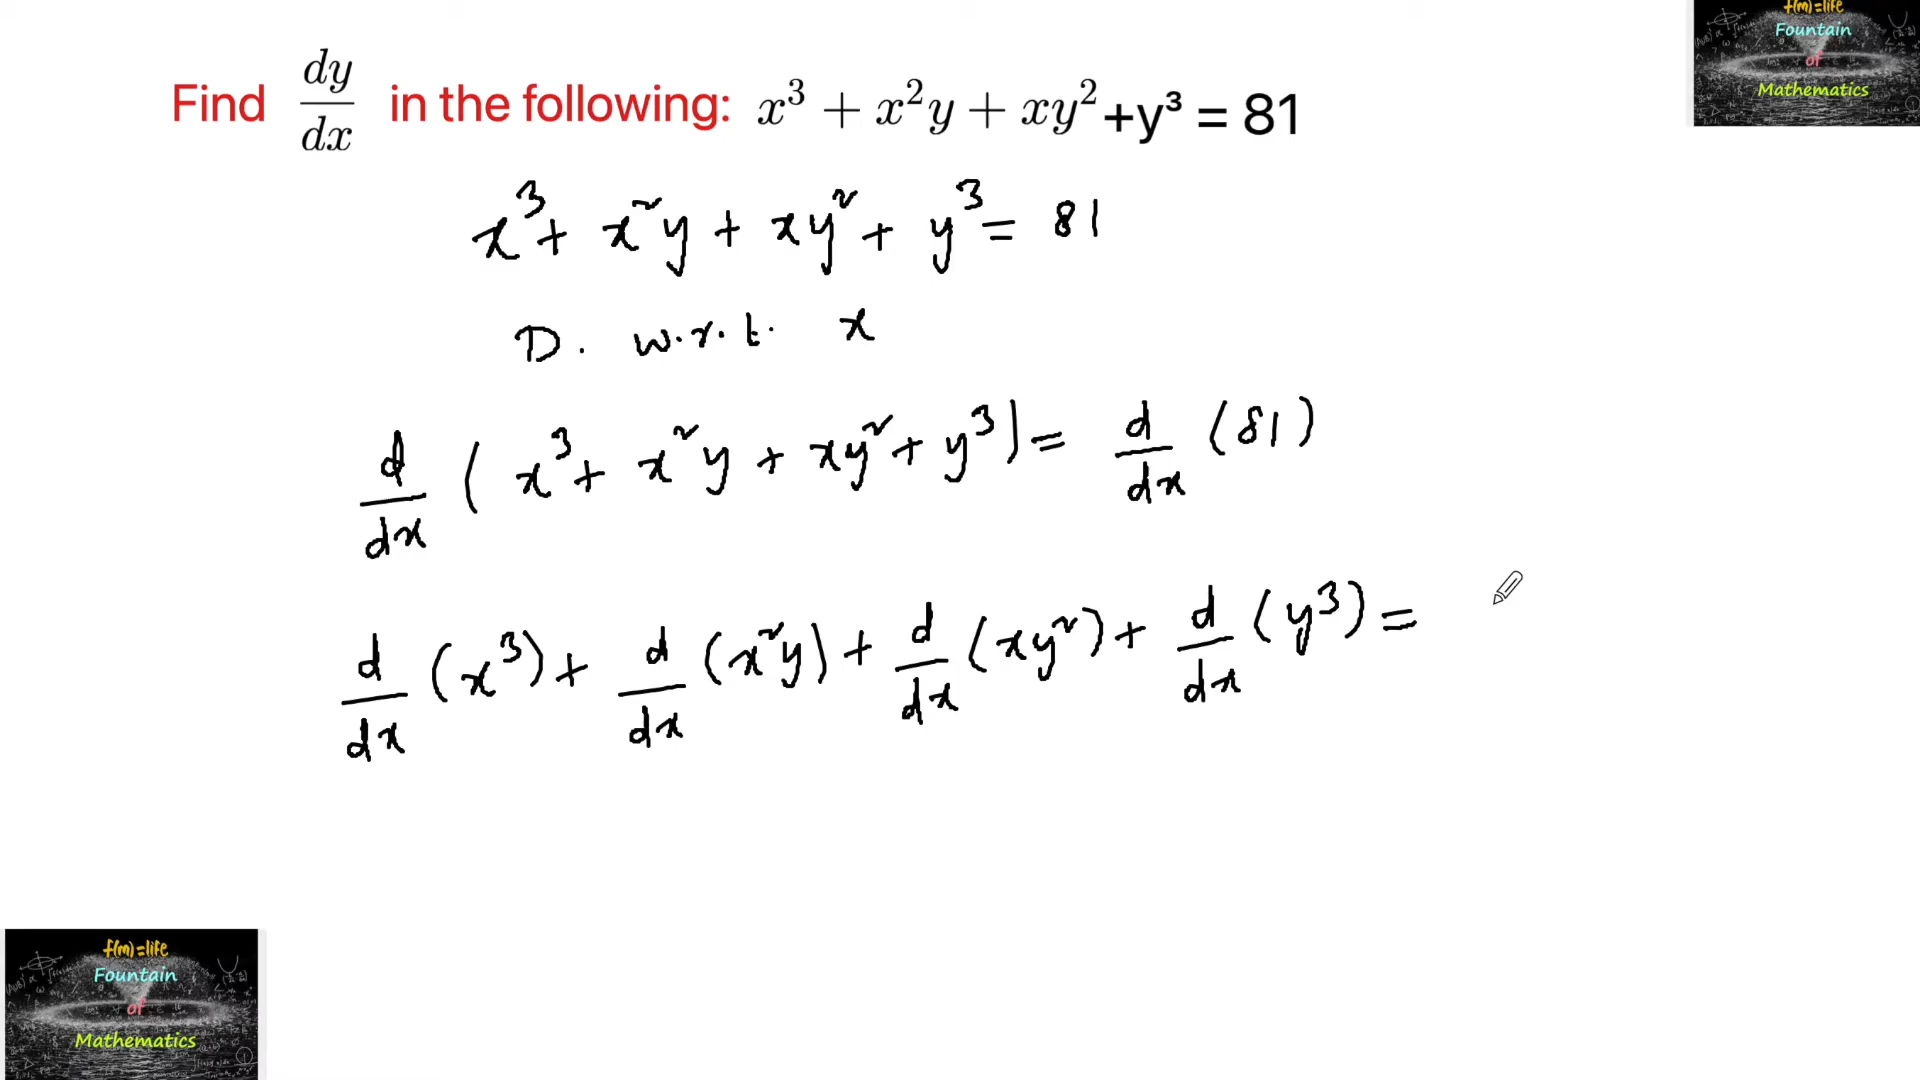 f(m)=life
Fountain
of
Mathematics
Find dy/dx in the following: x³ + x²y + xy² +y³ = 81
x³ + x²y + xy² + y³ = 81
D. w.r.t. x
d/dx ( x³ + x²y + xy² + y³ ) = d/dx (81)
d/dx (x³) + d/dx (x²y) + d/dx (xy²) + d/dx (y³) =
f(m)=life
Fountain
of
Mathematics